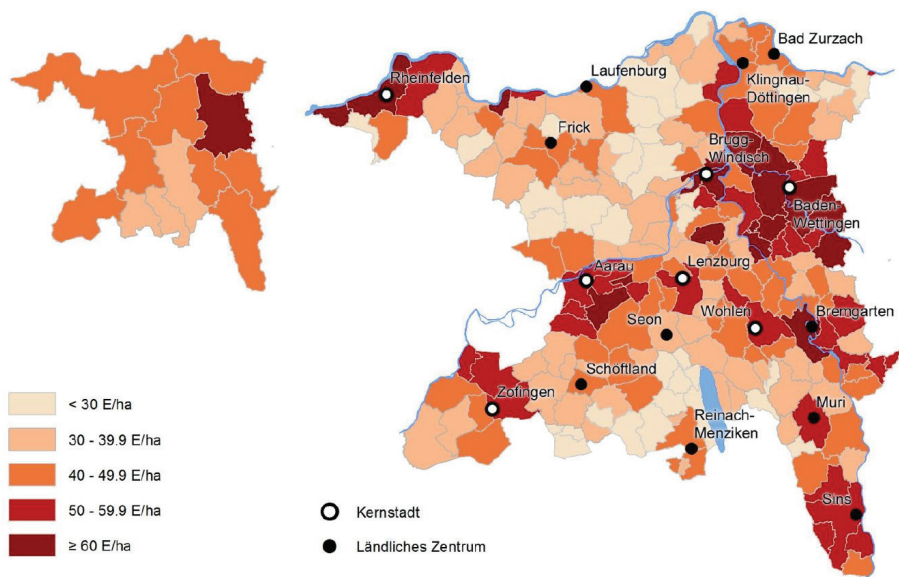 Bad Zurzach
Rheinfelden
Laufenburg
Klingnau-
Döttingen
Frick
Brugg-
Windisch
Baden-
Wettingen
Aarau
Lenzburg
Seon
Wohlen
Bremgarten
Schöftland
Zofingen
Reinach-
Menziken
Muri
Sins
< 30 E/ha
30 - 39.9 E/ha
40 - 49.9 E/ha
50 - 59.9 E/ha
≥ 60 E/ha
Kernstadt
Ländliches Zentrum